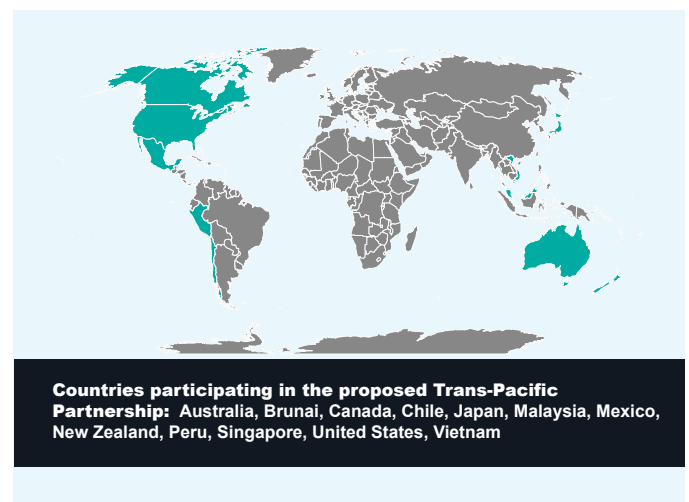 Countries participating in the proposed Trans-Pacific
Partnership: Australia, Brunai, Canada, Chile, Japan, Malaysia, Mexico,
New Zealand, Peru, Singapore, United States, Vietnam